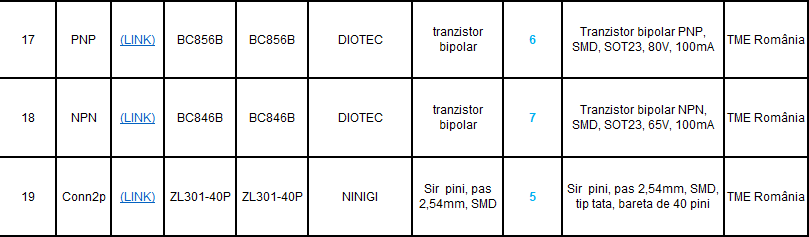 17 PNP (LINK) BC856B BC856B DIOTEC tranzistor bipolar 6 Tranzistor bipolar PNP, SMD, SOT23, 80V, 100mA TME România
18 NPN (LINK) BC846B BC846B DIOTEC tranzistor bipolar 7 Tranzistor bipolar NPN, SMD, SOT23, 65V, 100mA TME România
19 Conn2p (LINK) ZL301-40P ZL301-40P NINIGI Sir pini, pas 2,54mm, SMD 5 Sir pini, pas 2,54mm, SMD, tip tata, bareta de 40 pini TME România